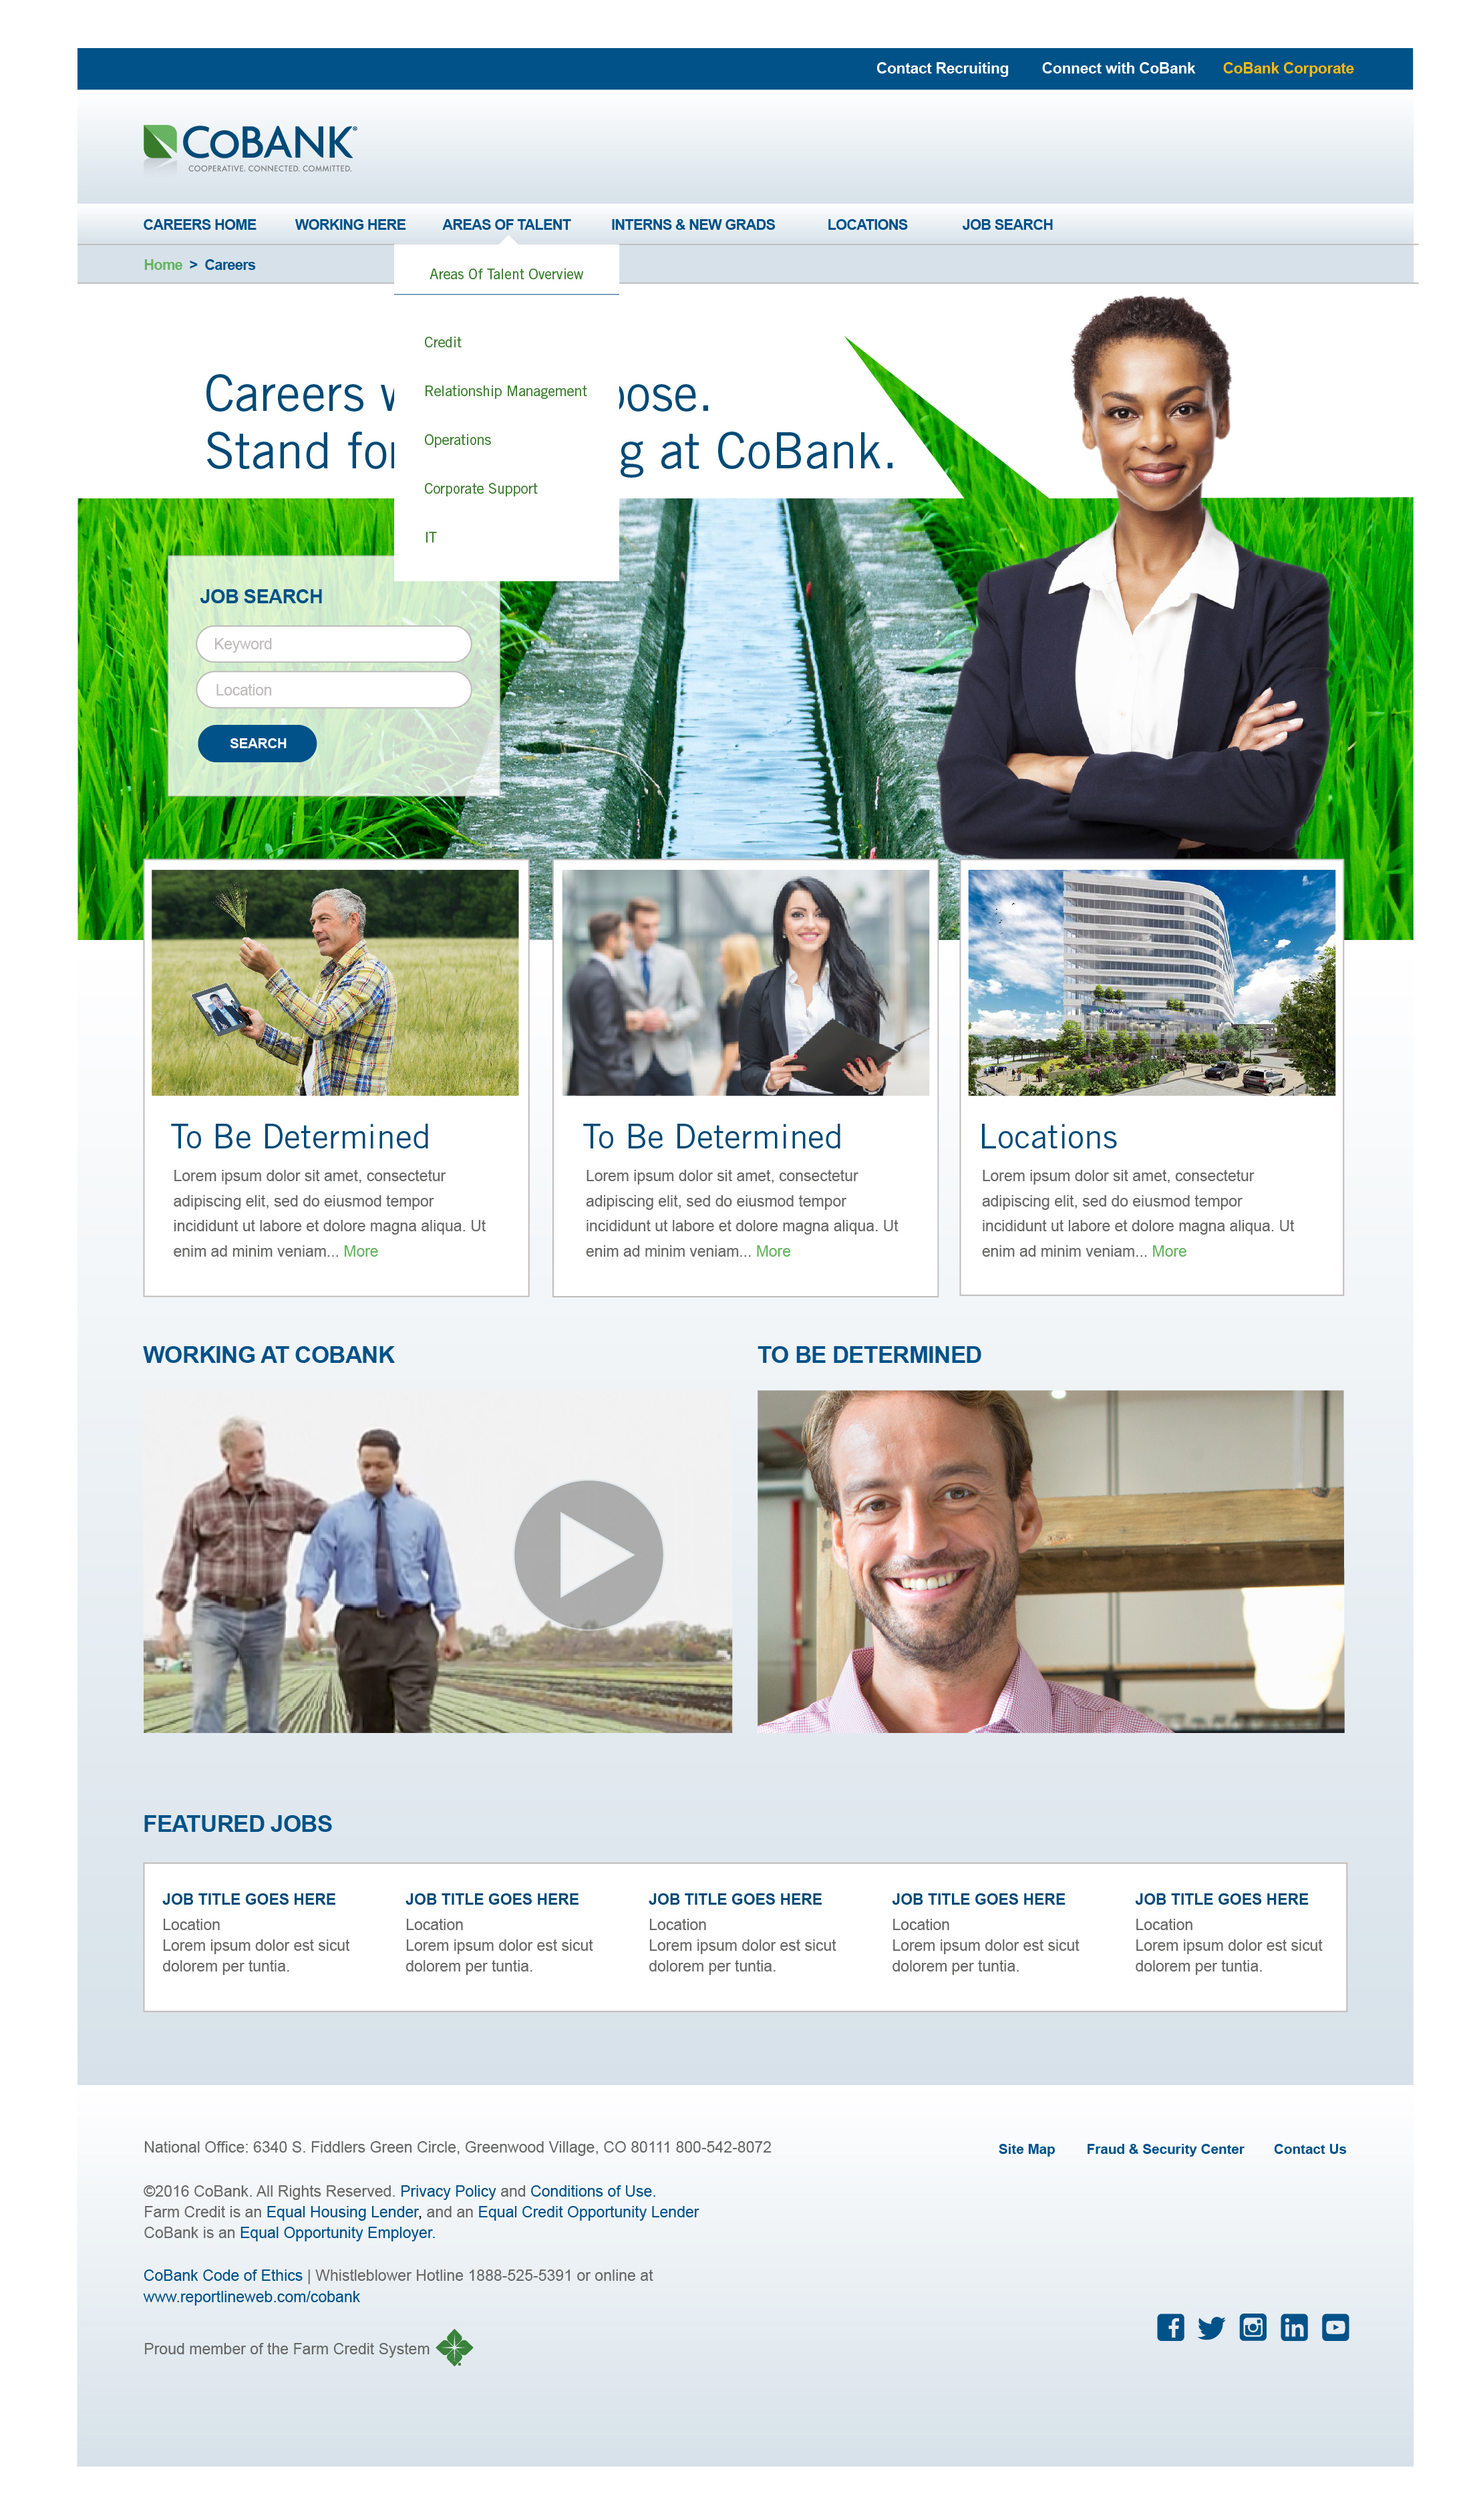 Contact Recruiting Connect with CoBank CoBank Corporate
COBANK®
COOPERATIVE. CONNECTED. COMMITTED.
CAREERS HOME WORKING HERE AREAS OF TALENT INTERNS & NEW GRADS LOCATIONS JOB SEARCH
Home > Careers
Areas Of Talent Overview
Credit
Relationship Management
Operations
Corporate Support
IT
Careers ose.
Stand for g at CoBank.
JOB SEARCH
Keyword
Location
SEARCH
To Be Determined
Lorem ipsum dolor sit amet, consectetur
adipiscing elit, sed do eiusmod tempor
incididunt ut labore et dolore magna aliqua. Ut
enim ad minim veniam... More
To Be Determined
Lorem ipsum dolor sit amet, consectetur
adipiscing elit, sed do eiusmod tempor
incididunt ut labore et dolore magna aliqua. Ut
enim ad minim veniam... More
Locations
Lorem ipsum dolor sit amet, consectetur
adipiscing elit, sed do eiusmod tempor
incididunt ut labore et dolore magna aliqua. Ut
enim ad minim veniam... More
WORKING AT COBANK
TO BE DETERMINED
FEATURED JOBS
JOB TITLE GOES HERE
Location
Lorem ipsum dolor est sicut
dolorem per tuntia.
JOB TITLE GOES HERE
Location
Lorem ipsum dolor est sicut
dolorem per tuntia.
JOB TITLE GOES HERE
Location
Lorem ipsum dolor est sicut
dolorem per tuntia.
JOB TITLE GOES HERE
Location
Lorem ipsum dolor est sicut
dolorem per tuntia.
JOB TITLE GOES HERE
Location
Lorem ipsum dolor est sicut
dolorem per tuntia.
National Office: 6340 S. Fiddlers Green Circle, Greenwood Village, CO 80111 800-542-8072
Site Map Fraud & Security Center Contact Us
©2016 CoBank. All Rights Reserved. Privacy Policy and Conditions of Use.
Farm Credit is an Equal Housing Lender, and an Equal Credit Opportunity Lender
CoBank is an Equal Opportunity Employer.
CoBank Code of Ethics | Whistleblower Hotline 1888-525-5391 or online at
www.reportlineweb.com/cobank
Proud member of the Farm Credit System